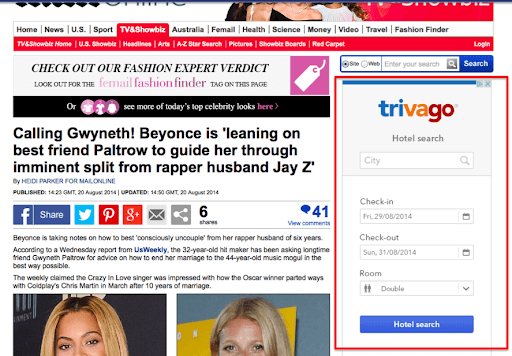 Home News U.S. Sport TV&Showbiz Australia Femail Health Science Money Video Travel Fashion Finder
TV&Showbiz Home U.S. Showbiz Headlines Arts A-Z Star Search Pictures Showbiz Boards Red Carpet Login
Site Web Enter your search Search
CHECK OUT OUR FASHION EXPERT VERDICT
LOOK OUT FOR THE femail fashion finder TAG ON THIS PAGE
Or see more of today's top celebrity looks here >
Calling Gwyneth! Beyonce is 'leaning on
best friend Paltrow to guide her through
imminent split from rapper husband Jay Z'
By HEIDI PARKER FOR MAILONLINE
PUBLISHED: 14:23 GMT, 20 August 2014 | UPDATED: 14:50 GMT, 20 August 2014
Share
6
shares
41
View comments
Beyonce is taking notes on how to best 'consciously uncouple' from her rapper husband of six years.
According to a Wednesday report from UsWeekly, the 32-year-old hit maker has been asking longtime
friend Gwyneth Paltrow for advice on how to end her marriage to the 44-year-old music mogul in the
best way possible.
The weekly claimed the Crazy In Love singer was impressed with how the Oscar winner parted ways
with Coldplay's Chris Martin in March after 10 years of marriage.
trivago
Hotel search
City
Check-in
Fri, 29/08/2014
Check-out
Sun, 31/08/2014
Room
Double
Hotel search